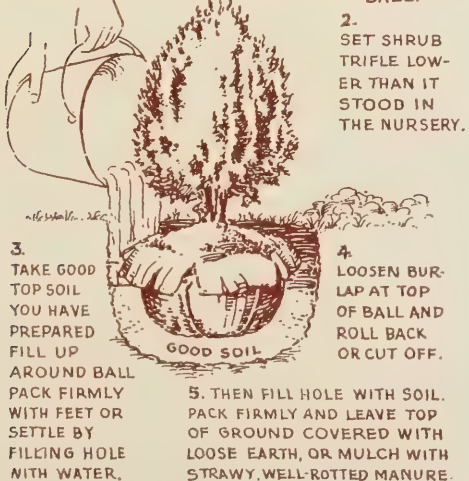 BALL.
2.
SET SHRUB
TRIFLE LOW-
ER THAN IT
STOOD IN
THE NURSERY.
3.
TAKE GOOD
TOP SOIL
YOU HAVE
PREPARED
FILL UP
AROUND BALL
PACK FIRMLY
WITH FEET OR
SETTLE BY
FILLING HOLE
WITH WATER.
GOOD SOIL
4.
LOOSEN BUR-
LAP AT TOP
OF BALL AND
ROLL BACK
OR CUT OFF.
5. THEN FILL HOLE WITH SOIL.
PACK FIRMLY AND LEAVE TOP
OF GROUND COVERED WITH
LOOSE EARTH, OR MULCH WITH
STRAWY, WELL-ROTTED MANURE.